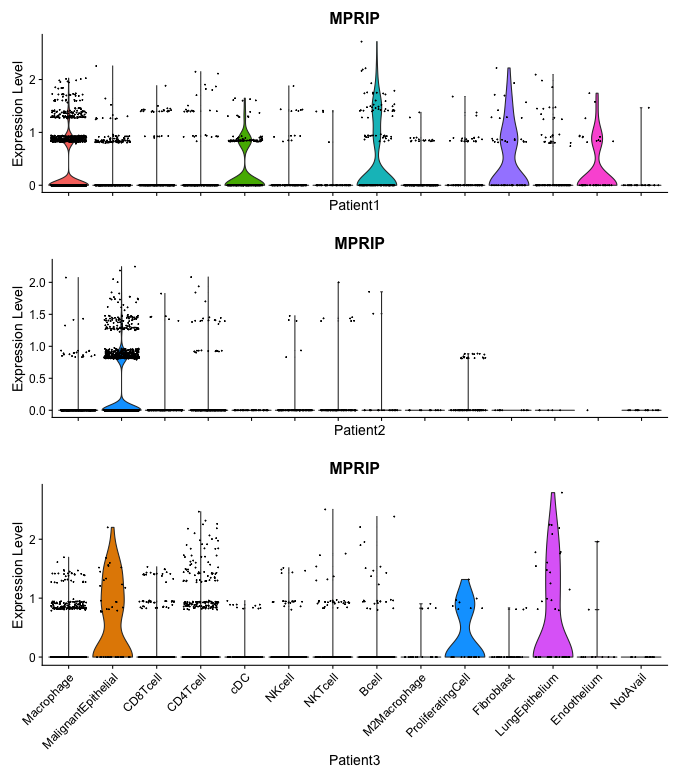 MPRIP
Expression Level
2
1
0
Patient1
MPRIP
Expression Level
2.0
1.5
1.0
0.5
0.0
Patient2
MPRIP
Expression Level
2
1
0
Macrophage
MalignantEpithelial
CD8Tcell
CD4Tcell
cDC
NKcell
NKTcell
Bcell
M2Macrophage
ProliferatingCell
Fibroblast
LungEpithelium
Endothelium
NotAvail
Patient3